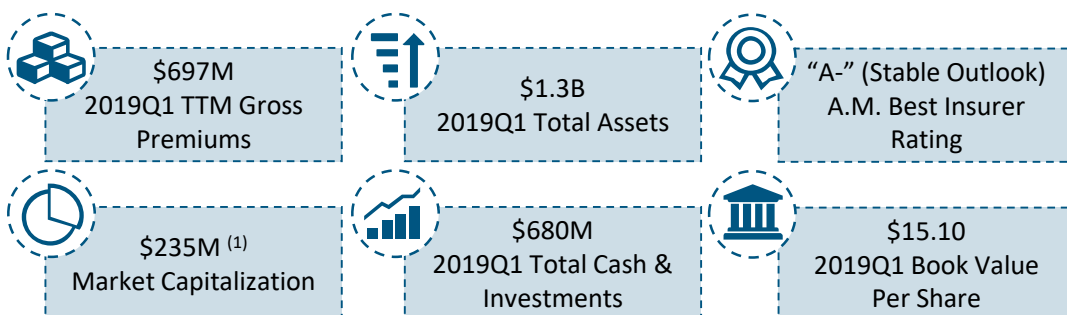 $697M
2019Q1 TTM Gross
Premiums
$1.3B
2019Q1 Total Assets
“A-” (Stable Outlook)
A.M. Best Insurer
Rating
$235M (1)
Market Capitalization
$680M
2019Q1 Total Cash &
Investments
$15.10
2019Q1 Book Value
Per Share